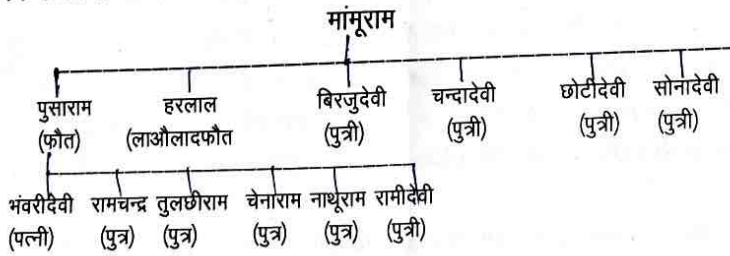 मांमूराम
पुसाराम हरलाल बिरजुदेवी चन्दादेवी छोटीदेवी सोनादेवी
(फौत) (लाऔलादफौत (पुत्री) (पुत्री) (पुत्री) (पुत्री)
भंवरीदेवी रामचन्द्र तुलछीराम चेनाराम नाथूराम रामीदेवी
(पत्नी) (पुत्र) (पुत्र) (पुत्र) (पुत्र) (पुत्री)